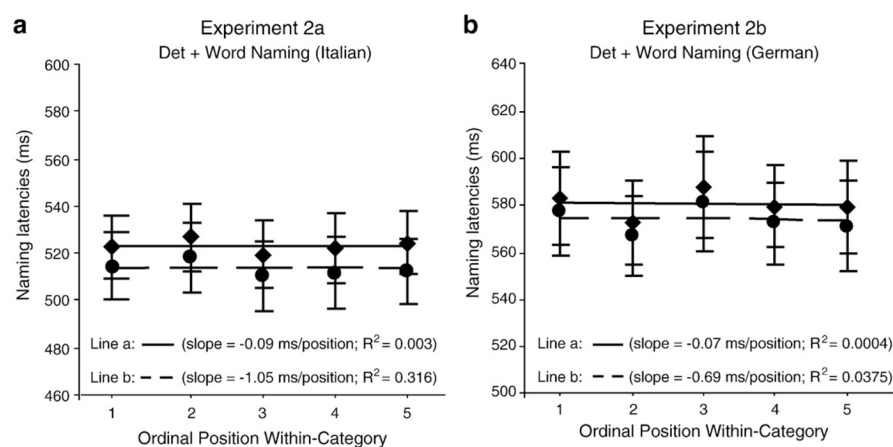 a
Experiment 2a
Det + Word Naming (Italian)
Naming latencies (ms)
600
580
560
540
520
500
480
460
Line a: (slope = -0.09 ms/position; R² = 0.003)
Line b: (slope = -1.05 ms/position; R² = 0.316)
1 2 3 4 5
Ordinal Position Within-Category
b
Experiment 2b
Det + Word Naming (German)
Naming latencies (ms)
640
620
600
580
560
540
520
500
Line a: (slope = -0.07 ms/position; R² = 0.0004)
Line b: (slope = -0.69 ms/position; R² = 0.0375)
1 2 3 4 5
Ordinal Position Within-Category